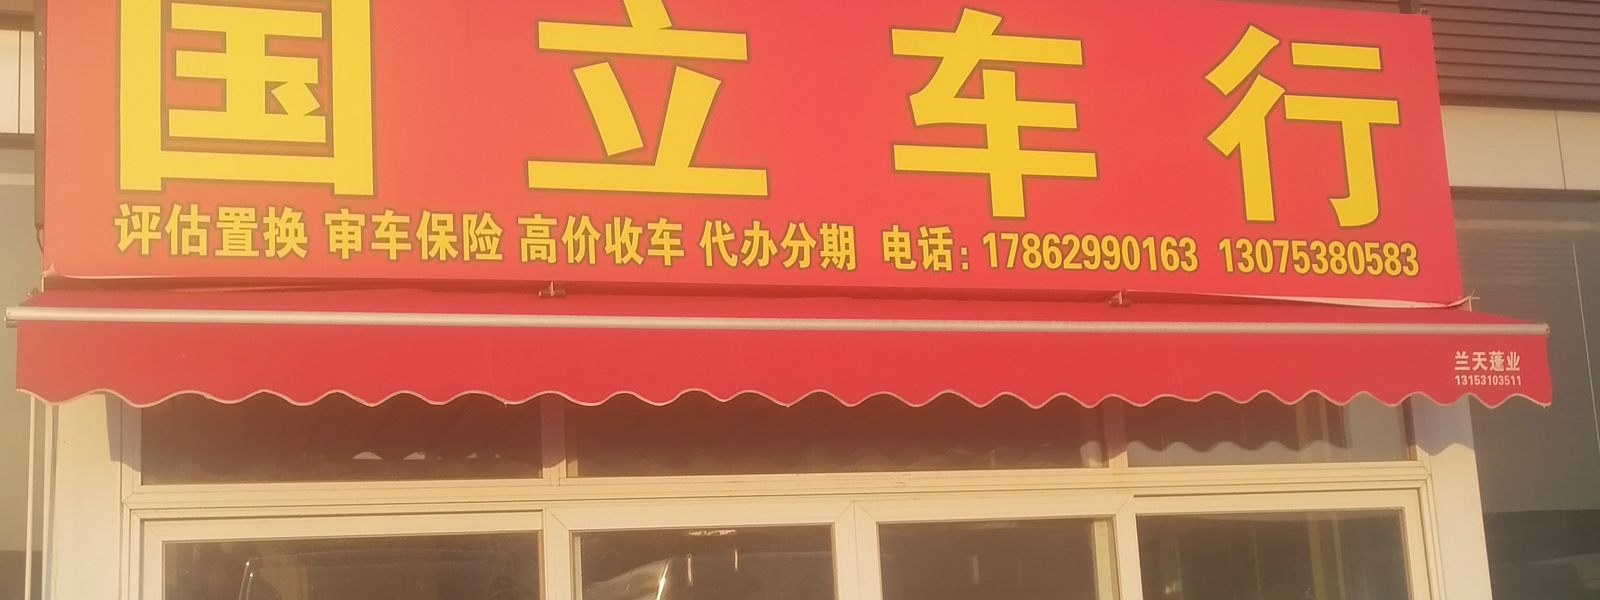 国立车行
评估置换 审车保险 高价收车 代办分期 电话：17862990163 13075380583
兰天蓬业
13153103511